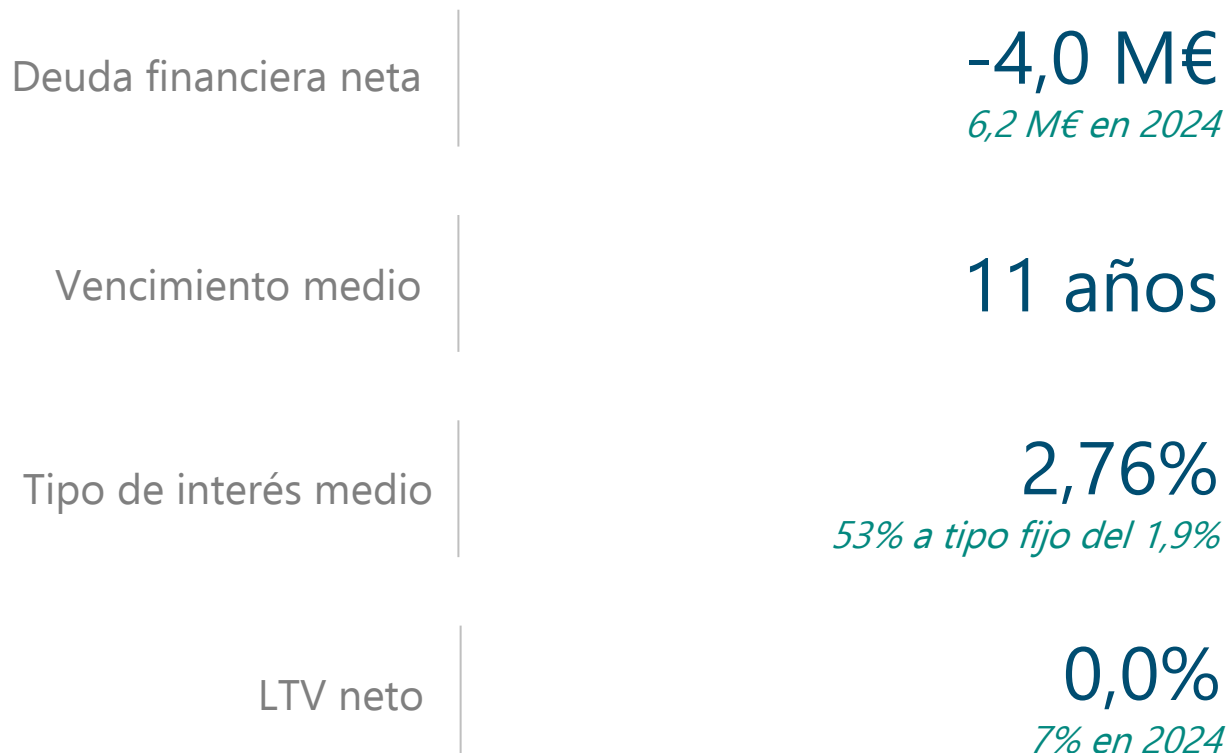 Deuda financiera neta
-4,0 M€
6,2 M€ en 2024
Vencimiento medio
11 años
Tipo de interés medio
2,76%
53% a tipo fijo del 1,9%
LTV neto
0,0%
7% en 2024